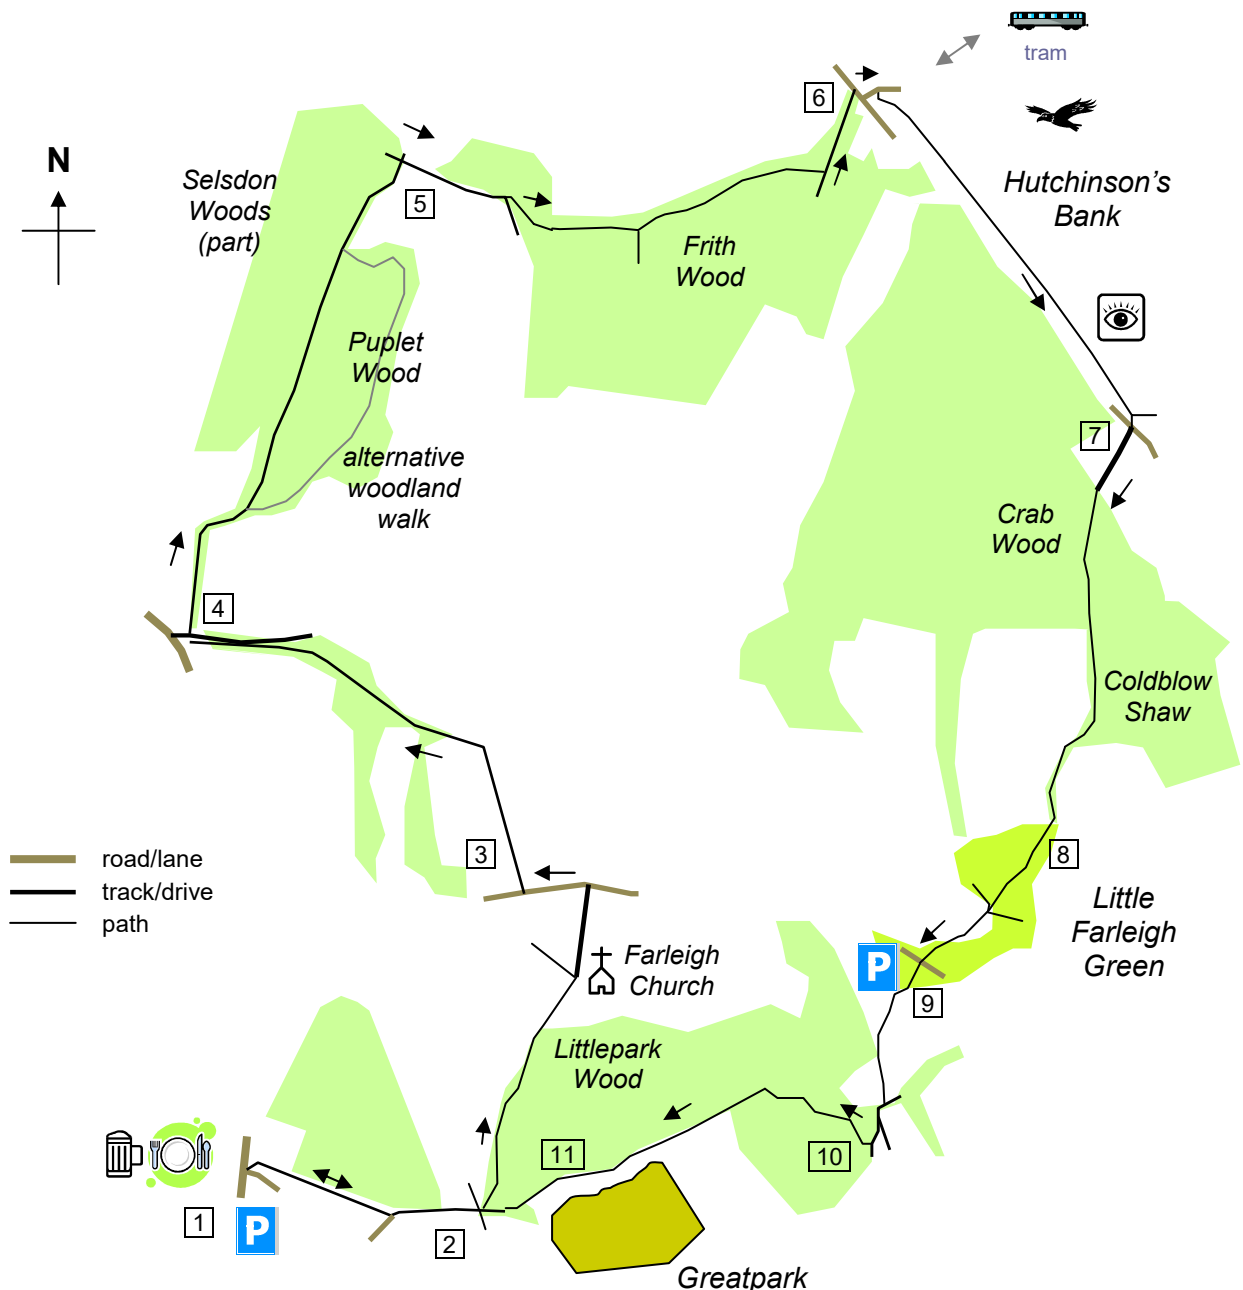 tram
6
N
Selsdon
Woods
(part)
5
Hutchinson's
Bank
Frith
Wood
Puplet
Wood
7
alternative
woodland
walk
Crab
Wood
4
Coldblow
Shaw
3
8
road/lane
track/drive
path
Little
Farleigh
Green
Farleigh
Church
P
9
Littlepark
Wood
11
10
1
P
2
Greatpark